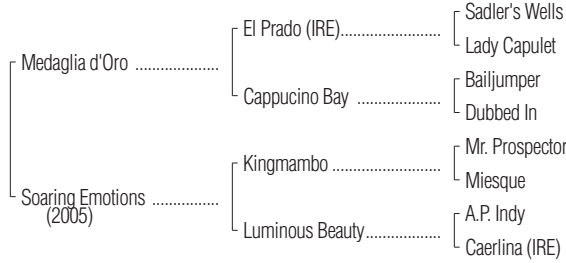 Sadler's Wells
El Prado (IRE)........................
Lady Capulet
Medaglia d'Oro ....................
Bailjumper
Cappucino Bay ....................
Dubbed In
Mr. Prospector
Kingmambo ..........................
Miesque
Soaring Emotions ................
(2005)
A.P. Indy
Luminous Beauty..................
Caerlina (IRE)